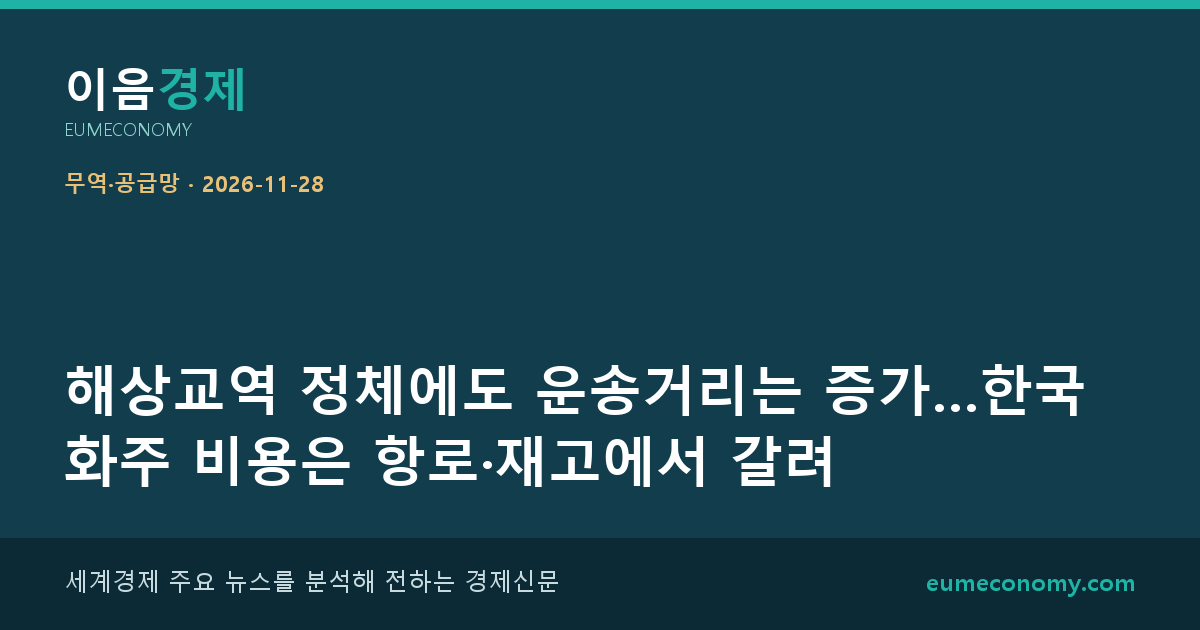 이음경제
EUMECONOMY
무역·공급망 · 2026-11-28
해상교역 정체에도 운송거리는 증가…한국
화주 비용은 항로·재고에서 갈려
세계경제 주요 뉴스를 분석해 전하는 경제신문
eumeconomy.com